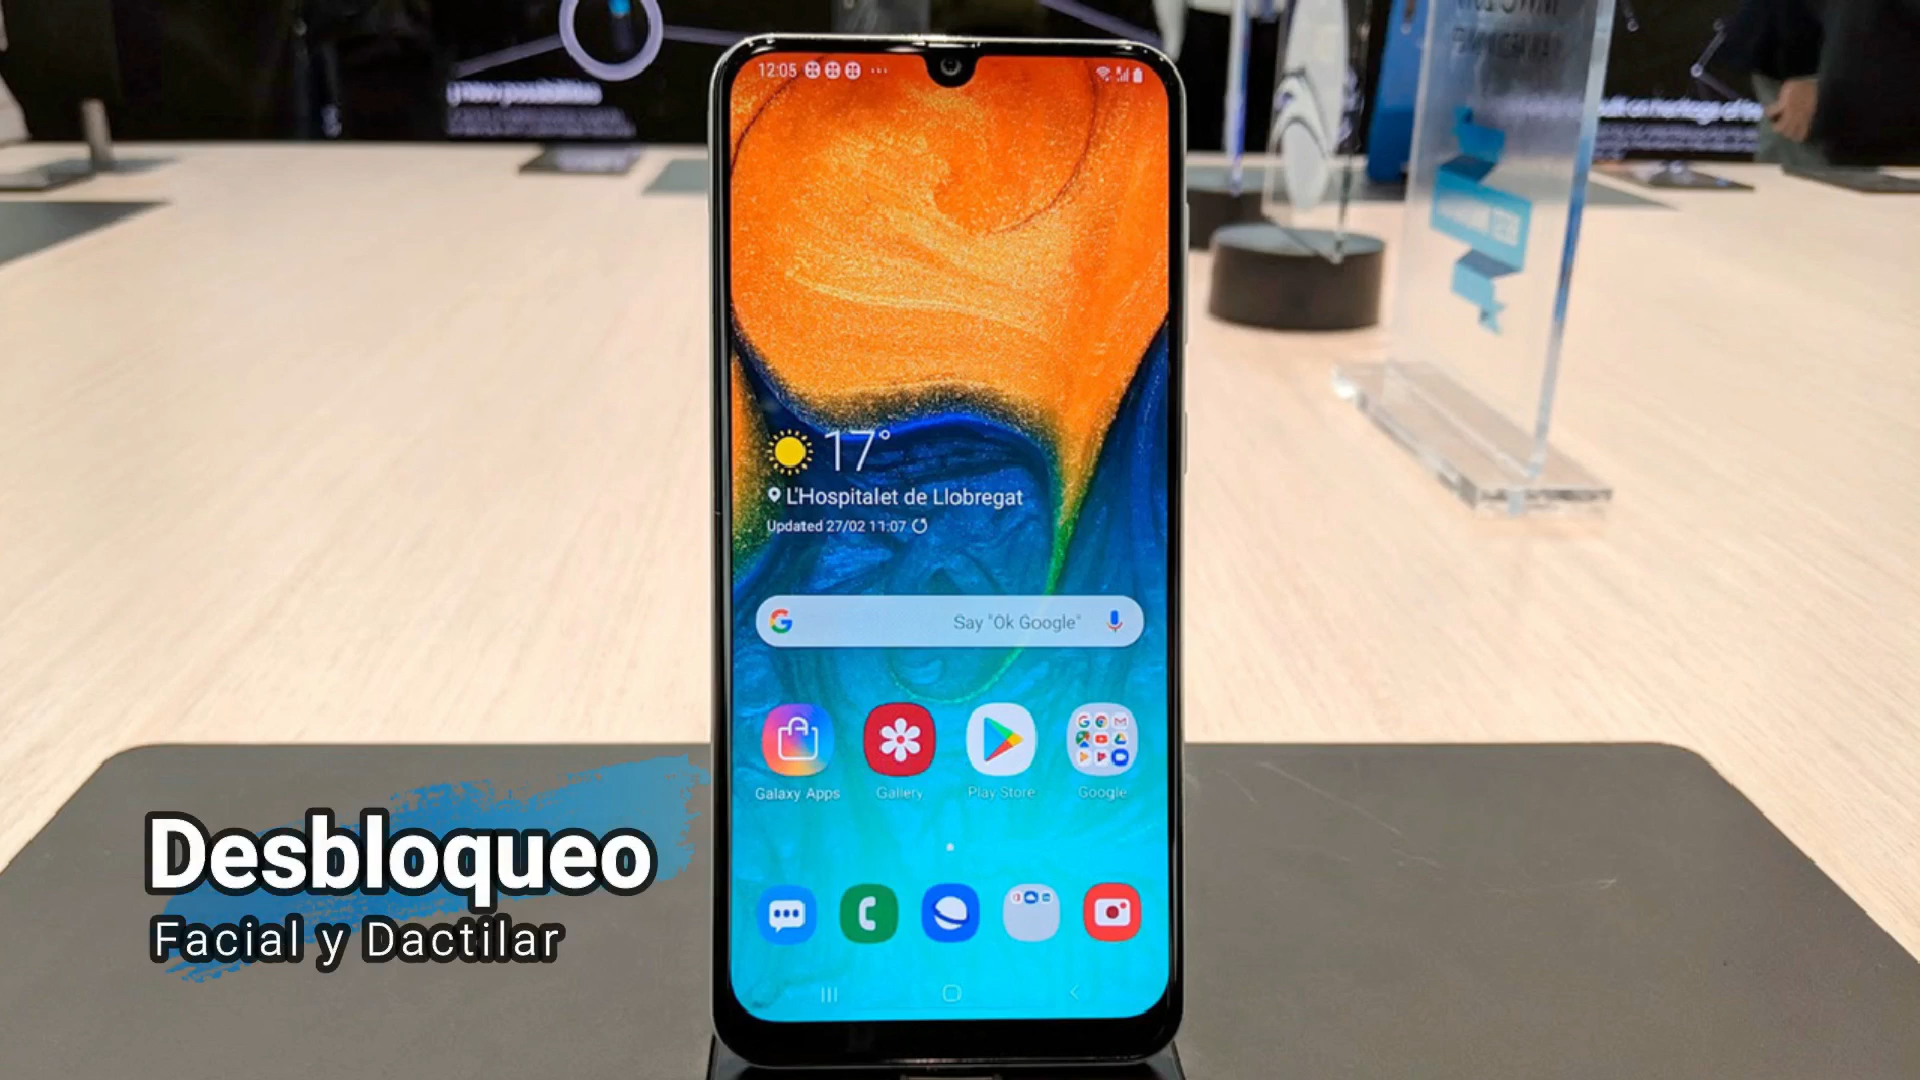 12:05
17°
L'Hospitalet de Llobregat
Updated 27/02 11:07
Say "Ok Google"
Galaxy Apps
Gallery
Play Store
Google
Desbloqueo
Facial y Dactilar